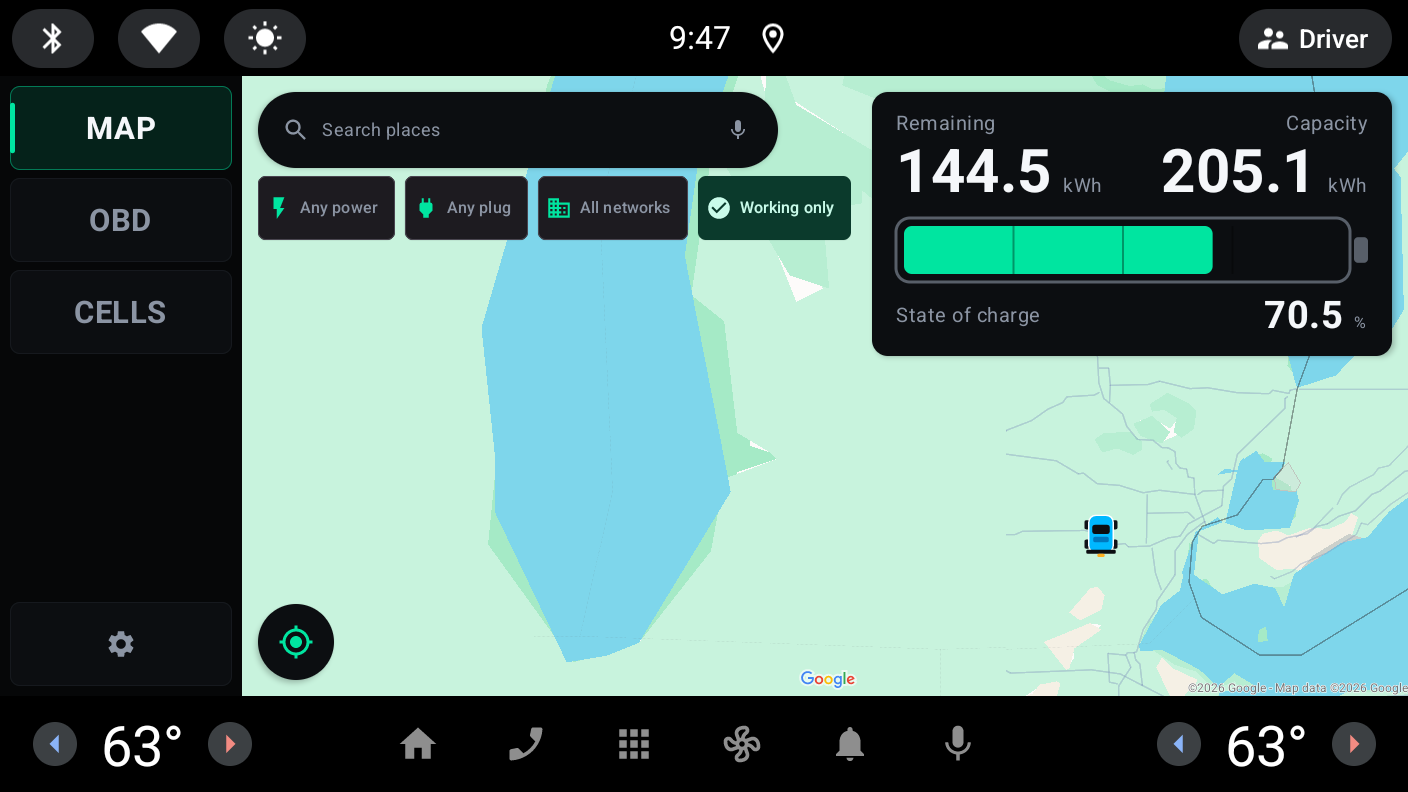 9:47
Driver
MAP
OBD
CELLS
Search places
Any power
Any plug
All networks
Working only
Remaining
Capacity
144.5 kWh
205.1 kWh
State of charge
70.5 %
Google
©2026 Google - Map data ©2026 Google
63°
63°